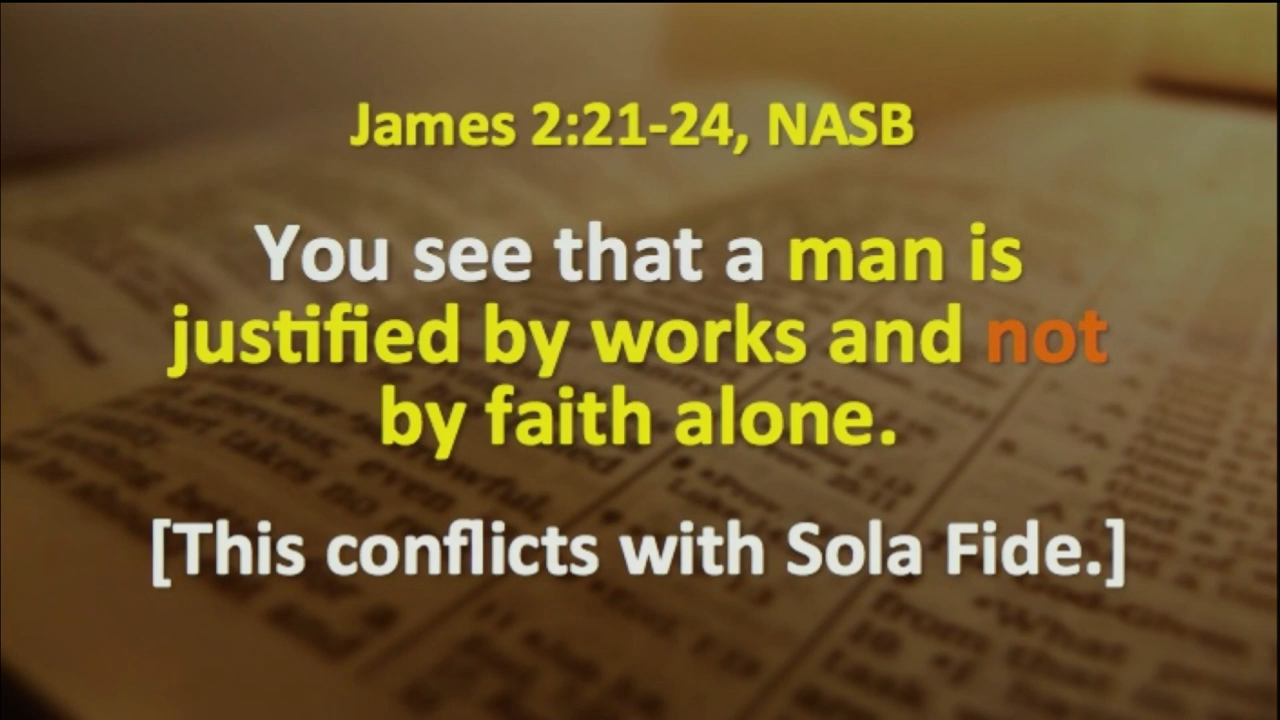 James 2:21-24, NASB
You see that a man is
justified by works and not
by faith alone.
[This conflicts with Sola Fide.]